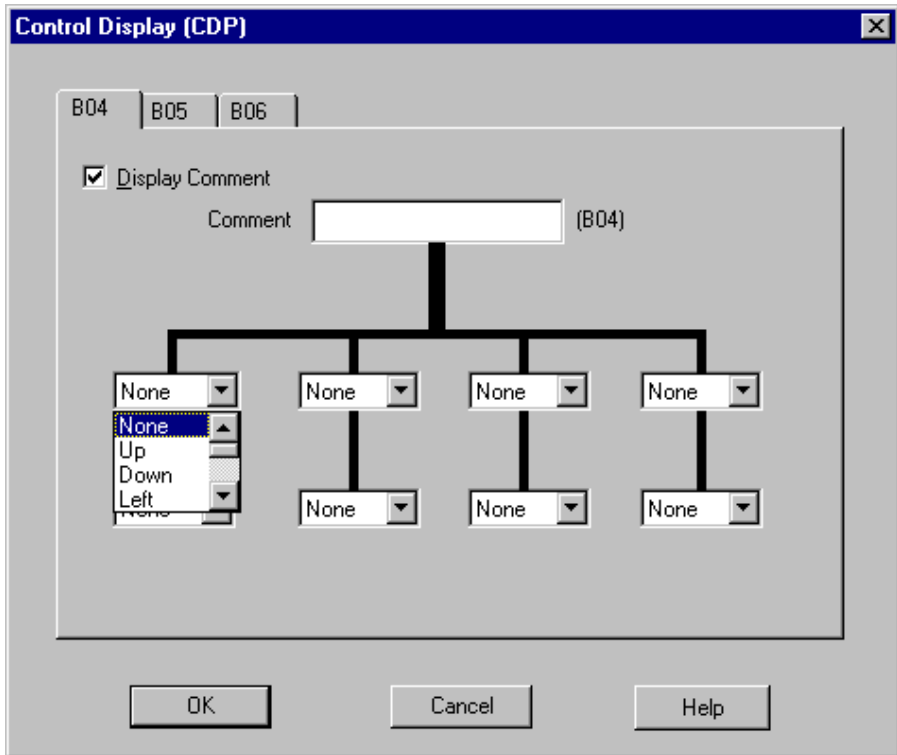 Control Display (CDP)
B04 B05 B06
Display Comment
Comment (B04)
None None None None
None
Up
Down
Left
None None None None
OK Cancel Help